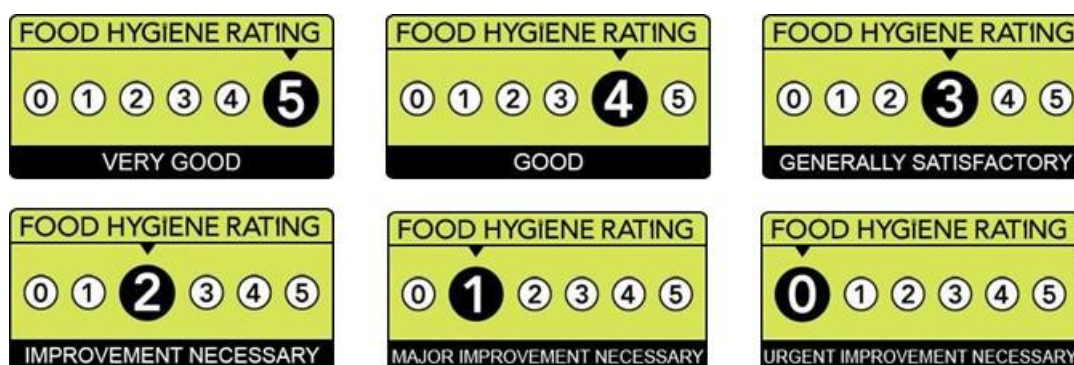 FOOD HYGIENE RATING
0 1 2 3 4 5
VERY GOOD
FOOD HYGIENE RATING
0 1 2 3 4 5
GOOD
FOOD HYGIENE RATING
0 1 2 3 4 5
GENERALLY SATISFACTORY
FOOD HYGIENE RATING
0 1 2 3 4 5
IMPROVEMENT NECESSARY
FOOD HYGIENE RATING
0 1 2 3 4 5
MAJOR IMPROVEMENT NECESSARY
FOOD HYGIENE RATING
0 1 2 3 4 5
URGENT IMPROVEMENT NECESSARY